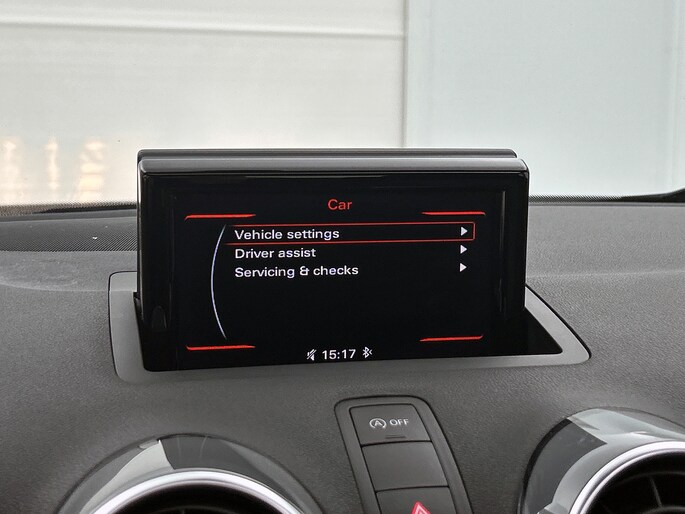 Car
Vehicle settings
Driver assist
Servicing & checks
15:17
A OFF